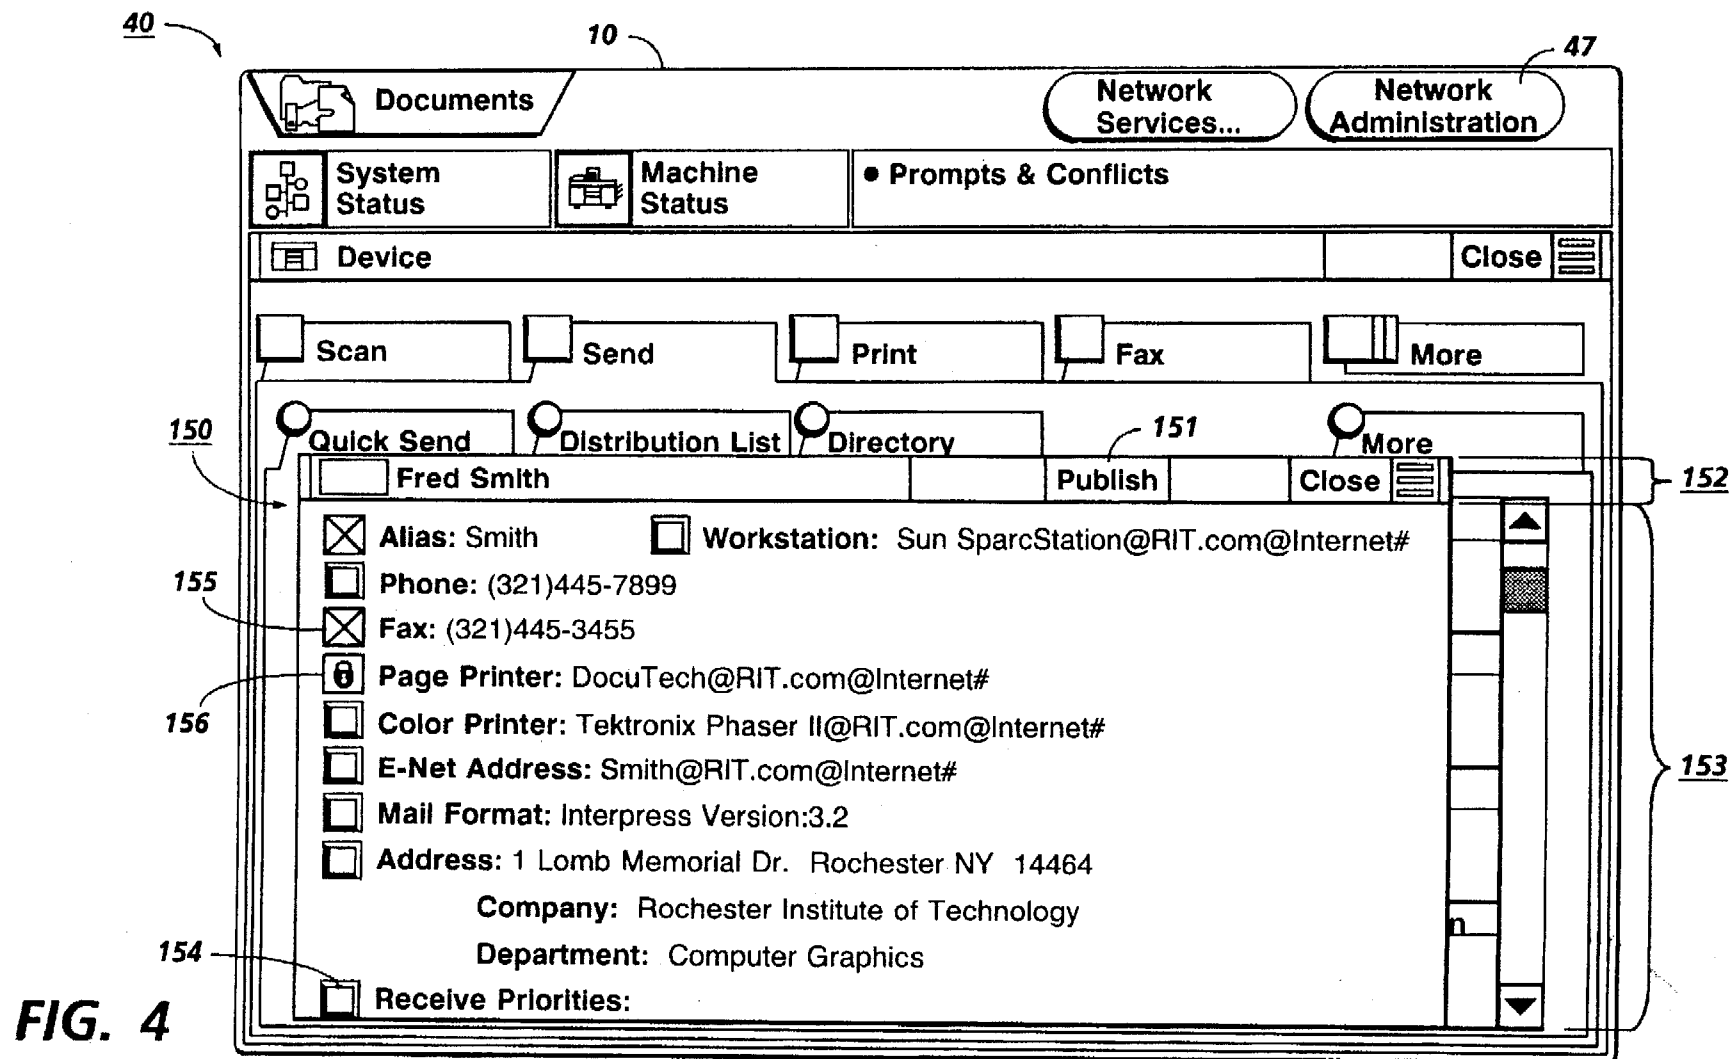 40
10
47
Documents
Network
Services...
Network
Administration
System
Status
Machine
Status
• Prompts & Conflicts
Device
Close
Scan
Send
Print
Fax
More
150
Quick Send
Distribution List
Directory
151
More
Fred Smith
Publish
Close
152
Alias: Smith
Workstation: Sun SparcStation@RIT.com@Internet#
155
Phone: (321)445-7899
Fax: (321)445-3455
Page Printer: DocuTech@RIT.com@Internet#
156
Color Printer: Tektronix Phaser II@RIT.com@Internet#
E-Net Address: Smith@RIT.com@Internet#
153
Mail Format: Interpress Version:3.2
Address: 1 Lomb Memorial Dr. Rochester NY 14464
Company: Rochester Institute of Technology
n
154
Department: Computer Graphics
Receive Priorities:
FIG. 4